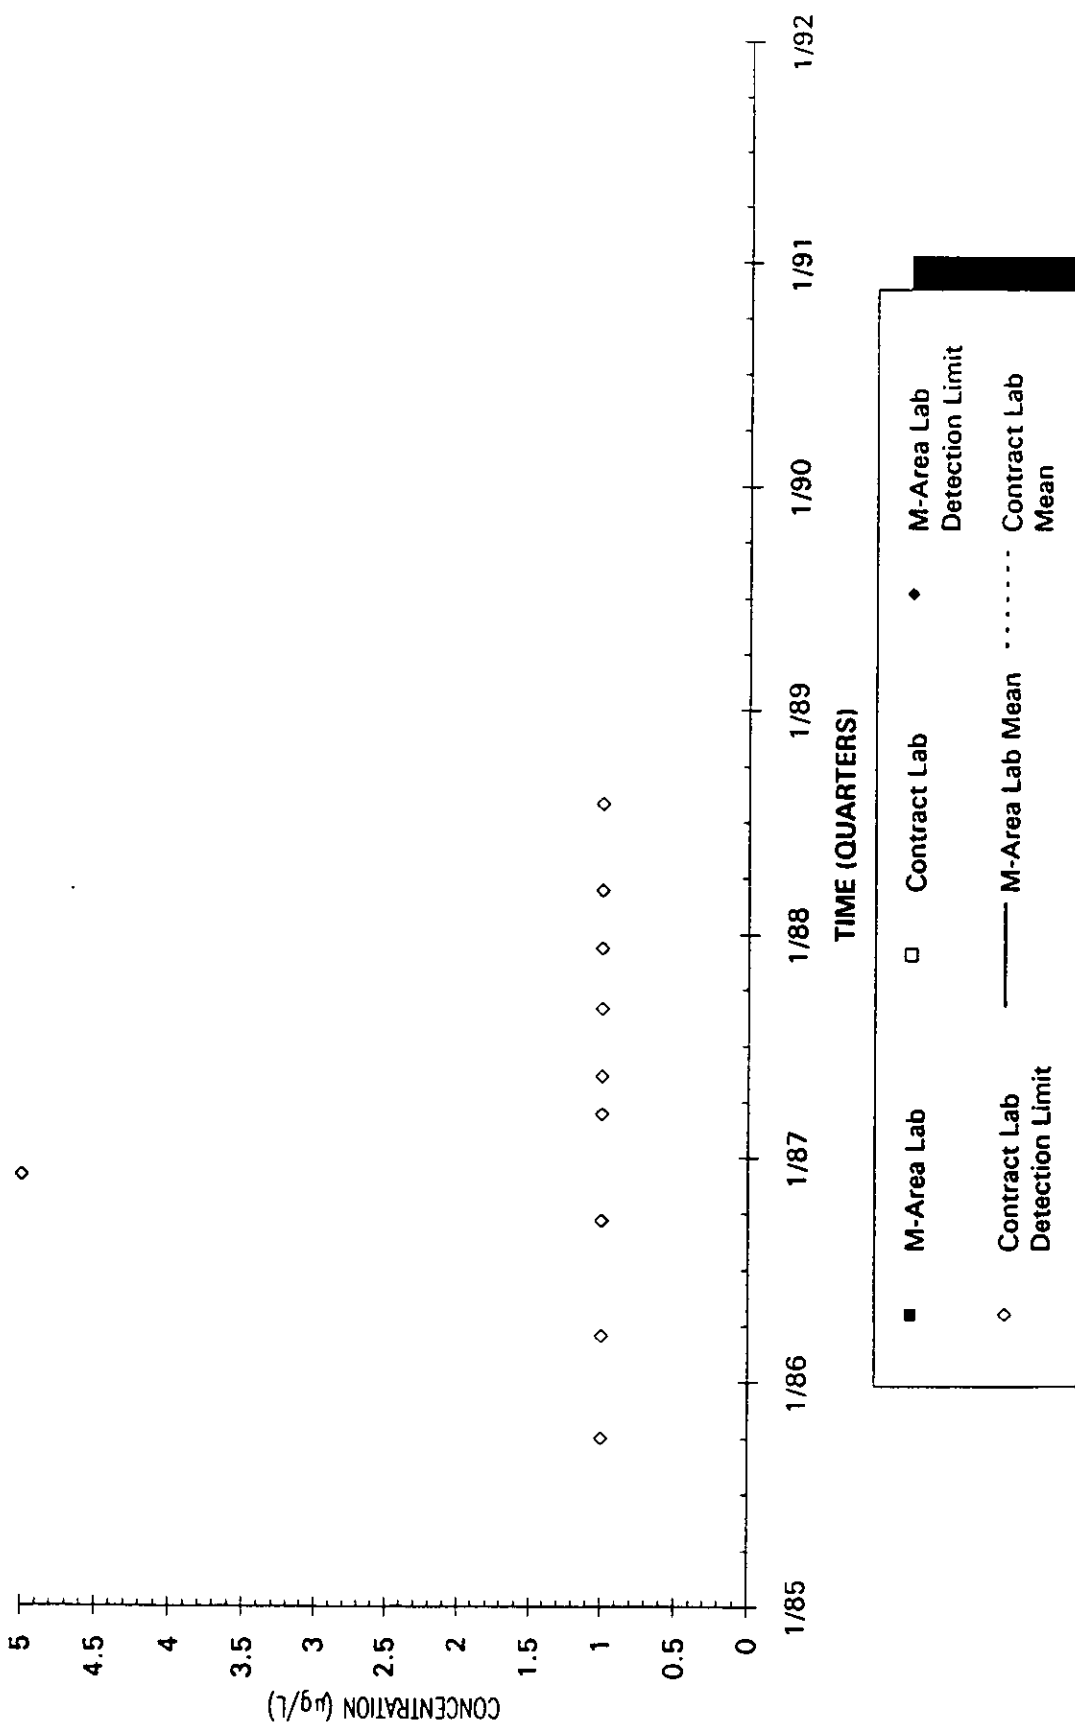 CONCENTRATION (µg/L)
5
4.5
4
3.5
3
2.5
2
1.5
1
0.5
0
1/85
1/86
1/87
1/88
1/89
1/90
1/91
1/92
TIME (QUARTERS)
M-Area Lab
Contract Lab
M-Area Lab
Detection Limit
Contract Lab
Detection Limit
M-Area Lab Mean
Contract Lab
Mean